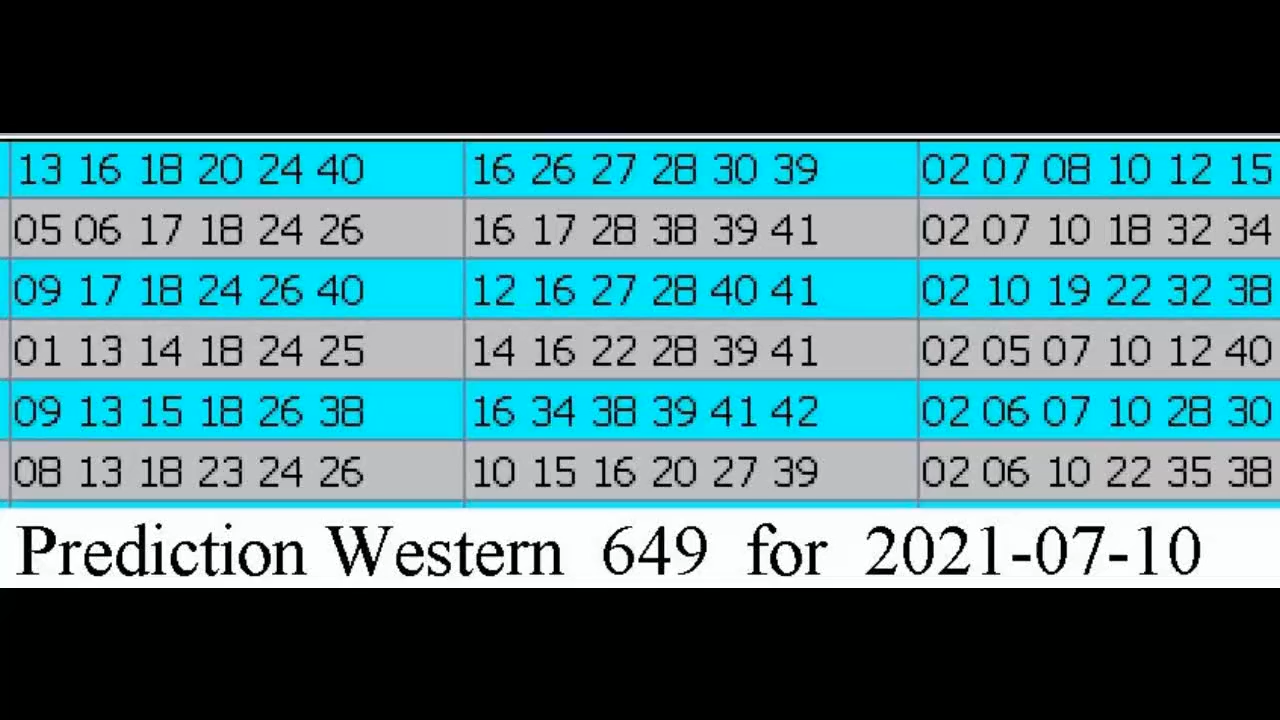 13 16 18 20 24 40 16 26 27 28 30 39 02 07 08 10 12 15
05 06 17 18 24 26 16 17 28 38 39 41 02 07 10 18 32 34
09 17 18 24 26 40 12 16 27 28 40 41 02 10 19 22 32 38
01 13 14 18 24 25 14 16 22 28 39 41 02 05 07 10 12 40
09 13 15 18 26 38 16 34 38 39 41 42 02 06 07 10 28 30
08 13 18 23 24 26 10 15 16 20 27 39 02 06 10 22 35 38
Prediction Western 649 for 2021-07-10